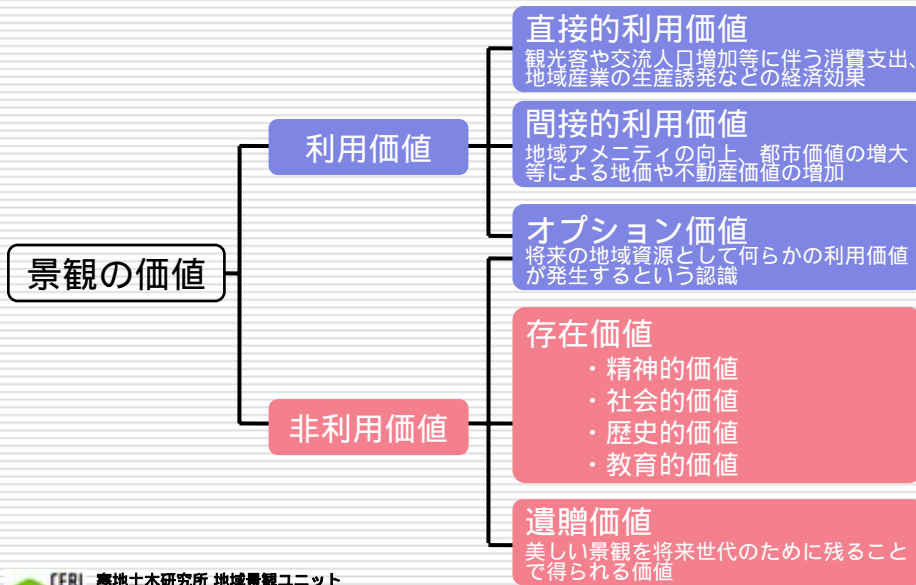 景観の価値
利用価値
直接的利用価値
観光客や交流人口増加等に伴う消費支出、
地域産業の生産誘発などの経済効果
間接的利用価値
地域アメニティの向上、都市価値の増大
等による地価や不動産価値の増加
オプション価値
将来の地域資源として何らかの利用価値
が発生するという認識
非利用価値
存在価値
・精神的価値
・社会的価値
・歴史的価値
・教育的価値
遺贈価値
美しい景観を将来世代のために残ること
で得られる価値
寒地土木研究所 地域景観ユニット